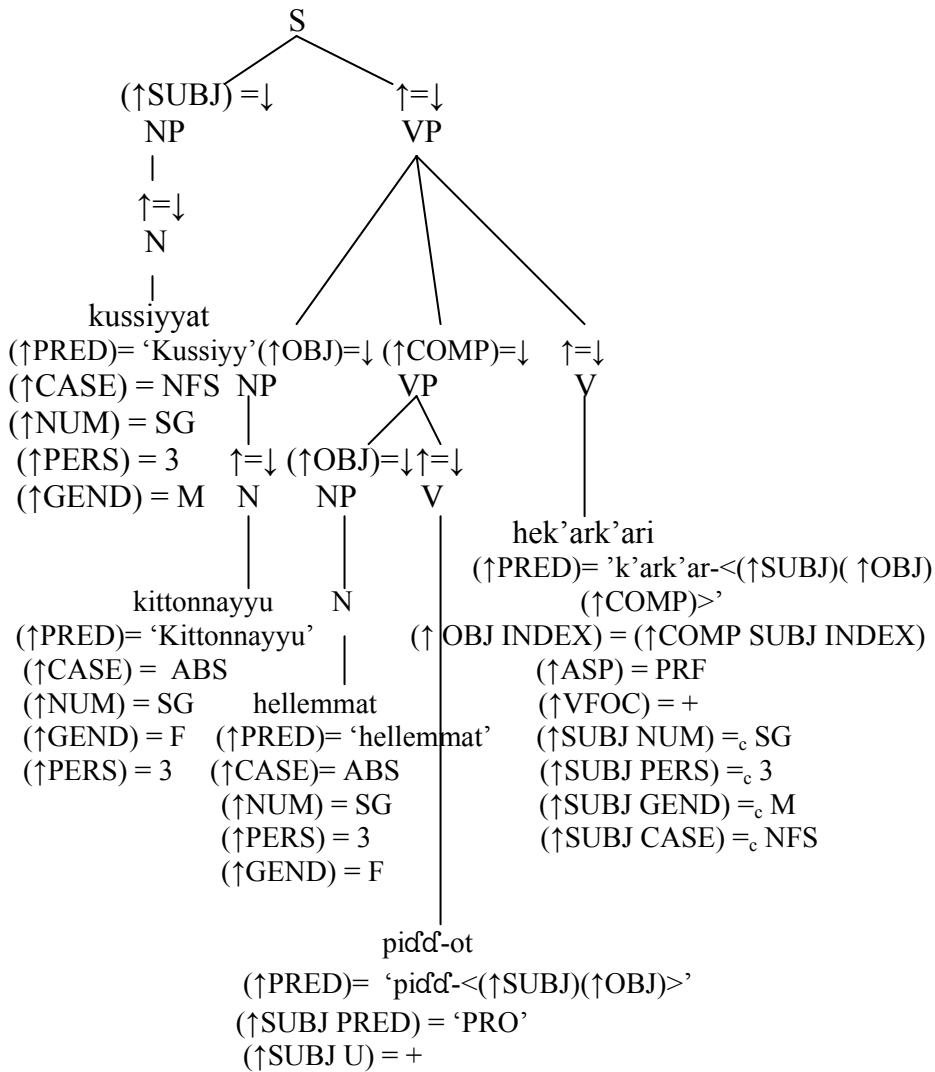 S
(↑SUBJ) =↓ ↑=↓
NP VP
↑=↓
N
kussiyyat
(↑PRED)= ‘Kussiyy’ (↑OBJ)=↓ (↑COMP)=↓ ↑=↓
(↑CASE) = NFS NP VP V
(↑NUM) = SG
(↑PERS) = 3 ↑=↓ (↑OBJ)=↓ ↑=↓
(↑GEND) = M N NP V
hek’ark’ari
(↑PRED)= ’k’ark’ar-<(↑SUBJ)( ↑OBJ)
(↑COMP)>’
kittonnayyu N
(↑PRED)= ‘Kittonnayyu’ (↑ OBJ INDEX) = (↑COMP SUBJ INDEX)
(↑CASE) = ABS (↑ASP) = PRF
(↑NUM) = SG hellemmat (↑VFOC) = +
(↑GEND) = F (↑PRED)= ‘hellemmat’ (↑SUBJ NUM) =c SG
(↑PERS) = 3 (↑CASE)= ABS (↑SUBJ PERS) =c 3
(↑NUM) = SG (↑SUBJ GEND) =c M
(↑PERS) = 3 (↑SUBJ CASE) =c NFS
(↑GEND) = F
piɗɗ-ot
(↑PRED)= ‘piɗɗ-<(↑SUBJ)(↑OBJ)>’
(↑SUBJ PRED) = ‘PRO’
(↑SUBJ U) = +